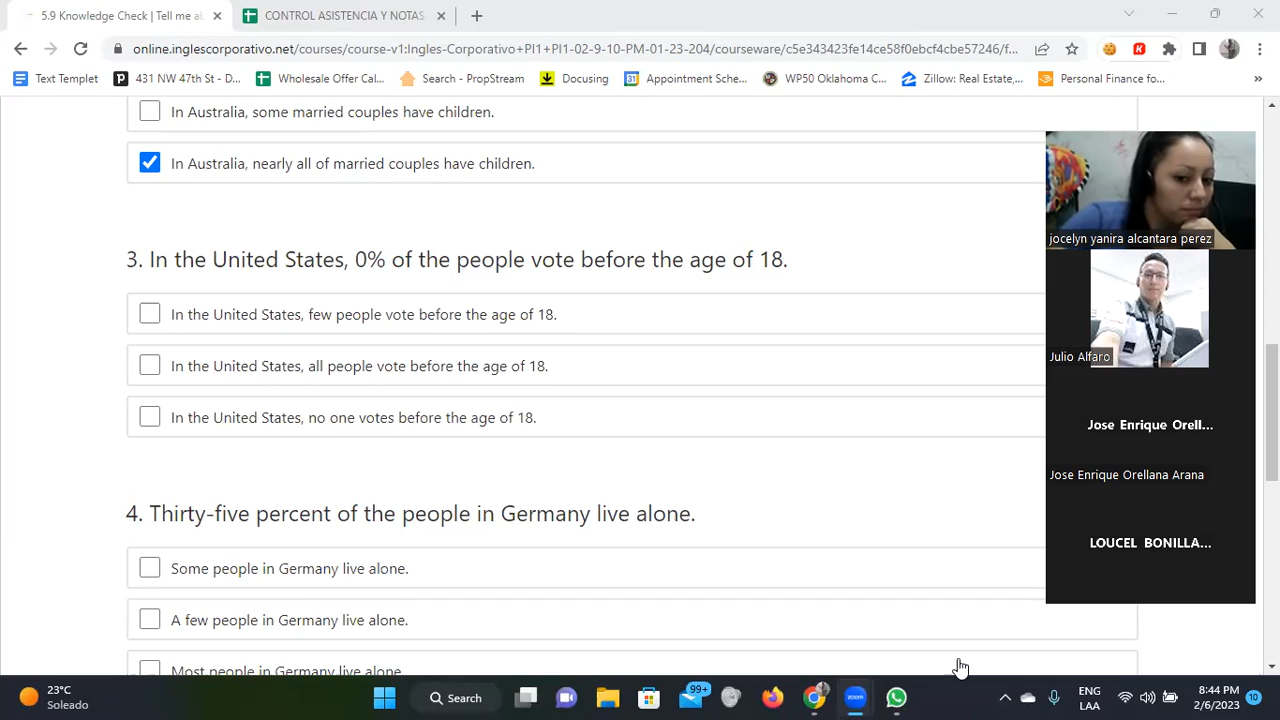 5.9 Knowledge Check | Tell me a
CONTROL ASISTENCIA Y NOTAS
online.inglescorporativo.net/courses/course-v1:Ingles-Corporativo+PI1+PI1-02-9-10-PM-01-23-204/courseware/c5e343423fe14ce58f0ebcf4cbe57246/f...
Text Templet
431 NW 47th St - D...
Wholesale Offer Cal...
Search - PropStream
Docusing
Appointment Sche...
WP50 Oklahoma C...
Zillow: Real Estate,...
Personal Finance fo...
In Australia, some married couples have children.
In Australia, nearly all of married couples have children.
jocelyn yanira alcantara perez
3. In the United States, 0% of the people vote before the age of 18.
In the United States, few people vote before the age of 18.
Julio Alfaro
In the United States, all people vote before the age of 18.
In the United States, no one votes before the age of 18.
Jose Enrique Orell...
Jose Enrique Orellana Arana
4. Thirty-five percent of the people in Germany live alone.
LOUCEL BONILLA...
Some people in Germany live alone.
A few people in Germany live alone.
Most people in Germany live alone.
23°C
Soleado
Search
99+
zoom
ENG
LAA
8:44 PM
2/6/2023
10